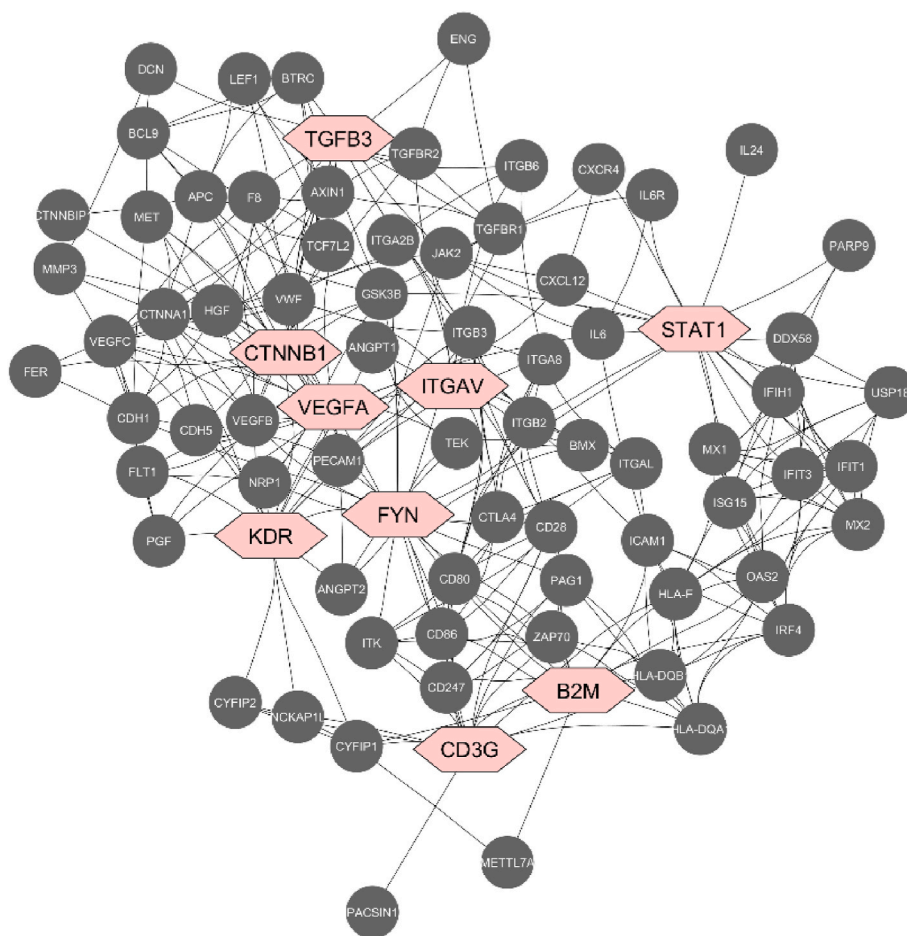 ENG
DCN
LEF1
BTRC
BCL9
TGFB3
TGFBR2
ITGB6
CXCR4
IL24
IL6R
CTNNBIP
MET
APC
F8
AXIN1
TCF7L2
ITGA2B
JAK2
TGFBR1
PARP9
MMP3
CTNNA1
HGF
VWF
GSK3B
CXCL12
VEGFC
CTNNB1
ANGPT1
ITGB3
IL6
STAT1
DDX58
FER
ITGA8
IFIH1
USP18
VEGFA
ITGAV
CDH1
CDH5
VEGFB
ITGB2
BMX
TEK
PECAM1
ITGAL
MX1
IFIT3
IFIT1
FLT1
NRP1
ISG15
FYN
CTLA4
CD28
MX2
PGF
KDR
ICAM1
ANGPT2
CD80
PAG1
HLA-F
OAS2
ITK
CD86
ZAP70
IRF4
CD247
B2M
HLA-DQB
CYFIP2
NCKAP1L
CYFIP1
CD3G
HLA-DQA
METTL7A
PACSIN1